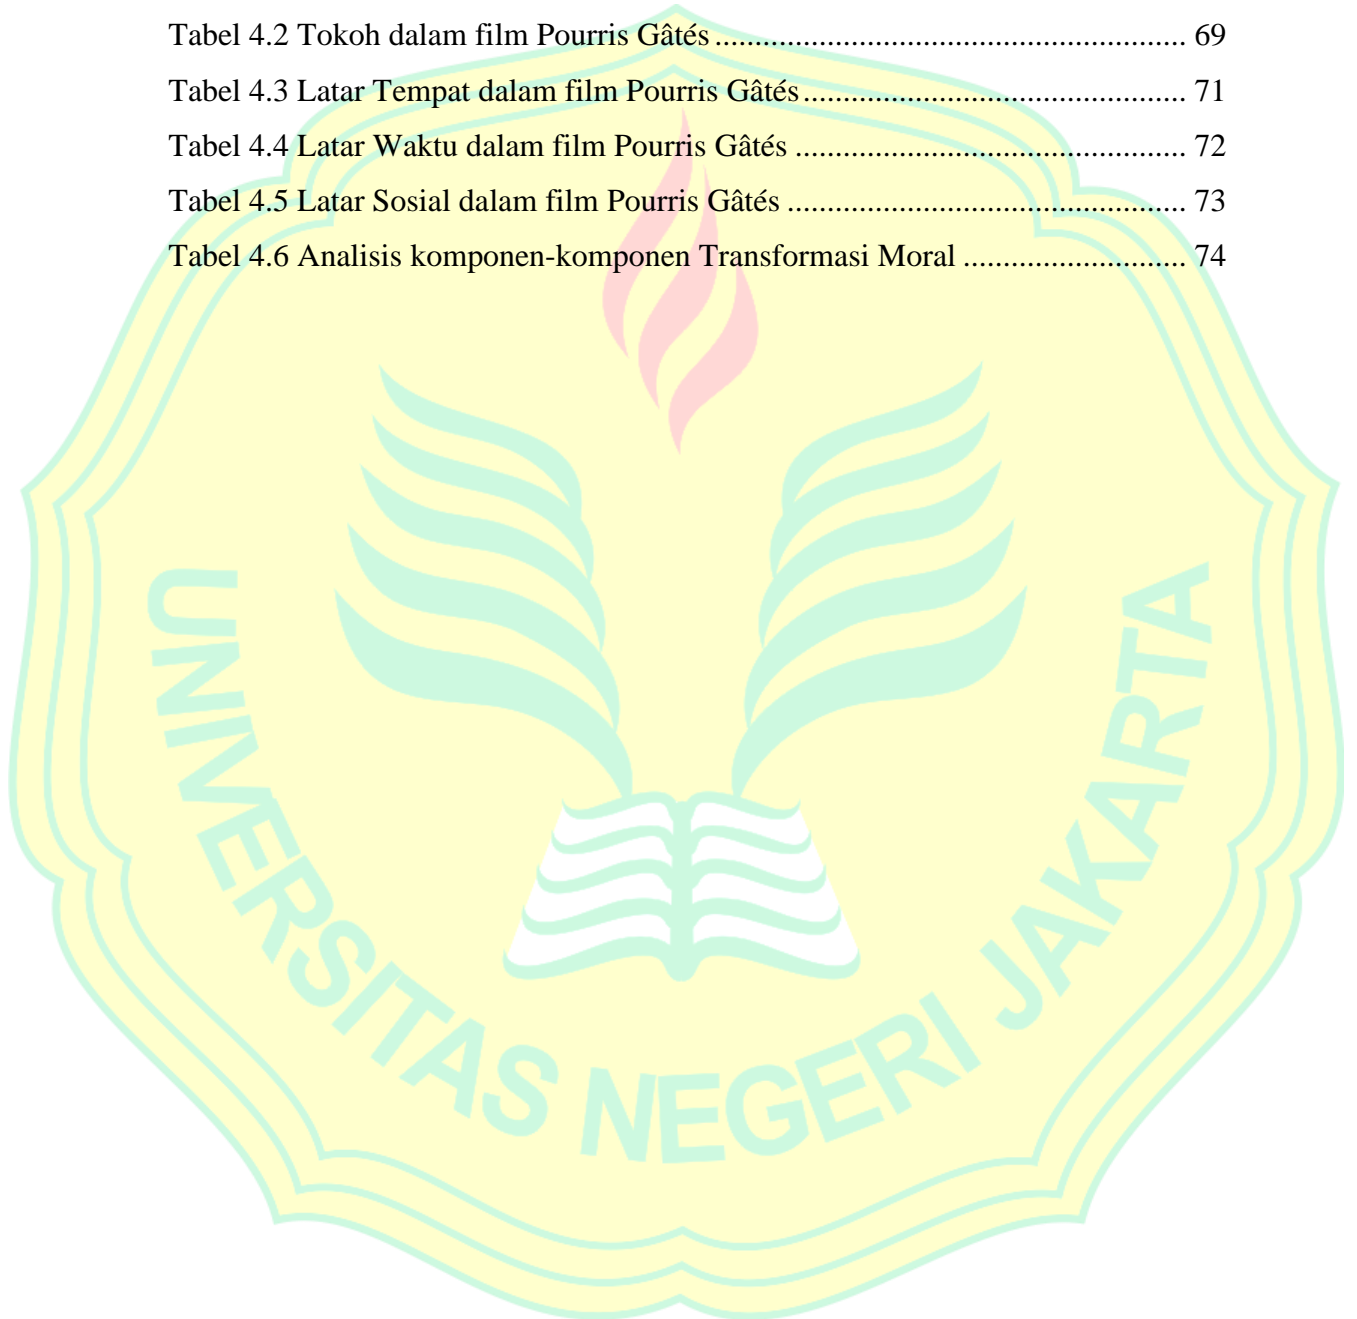 Tabel 4.2 Tokoh dalam film Pourris Gâtés ............................................................ 69
Tabel 4.3 Latar Tempat dalam film Pourris Gâtés ................................................. 71
Tabel 4.4 Latar Waktu dalam film Pourris Gâtés .................................................. 72
Tabel 4.5 Latar Sosial dalam film Pourris Gâtés ................................................... 73
Tabel 4.6 Analisis komponen-komponen Transformasi Moral ............................ 74
UNIVERSITAS NEGERI JAKARTA